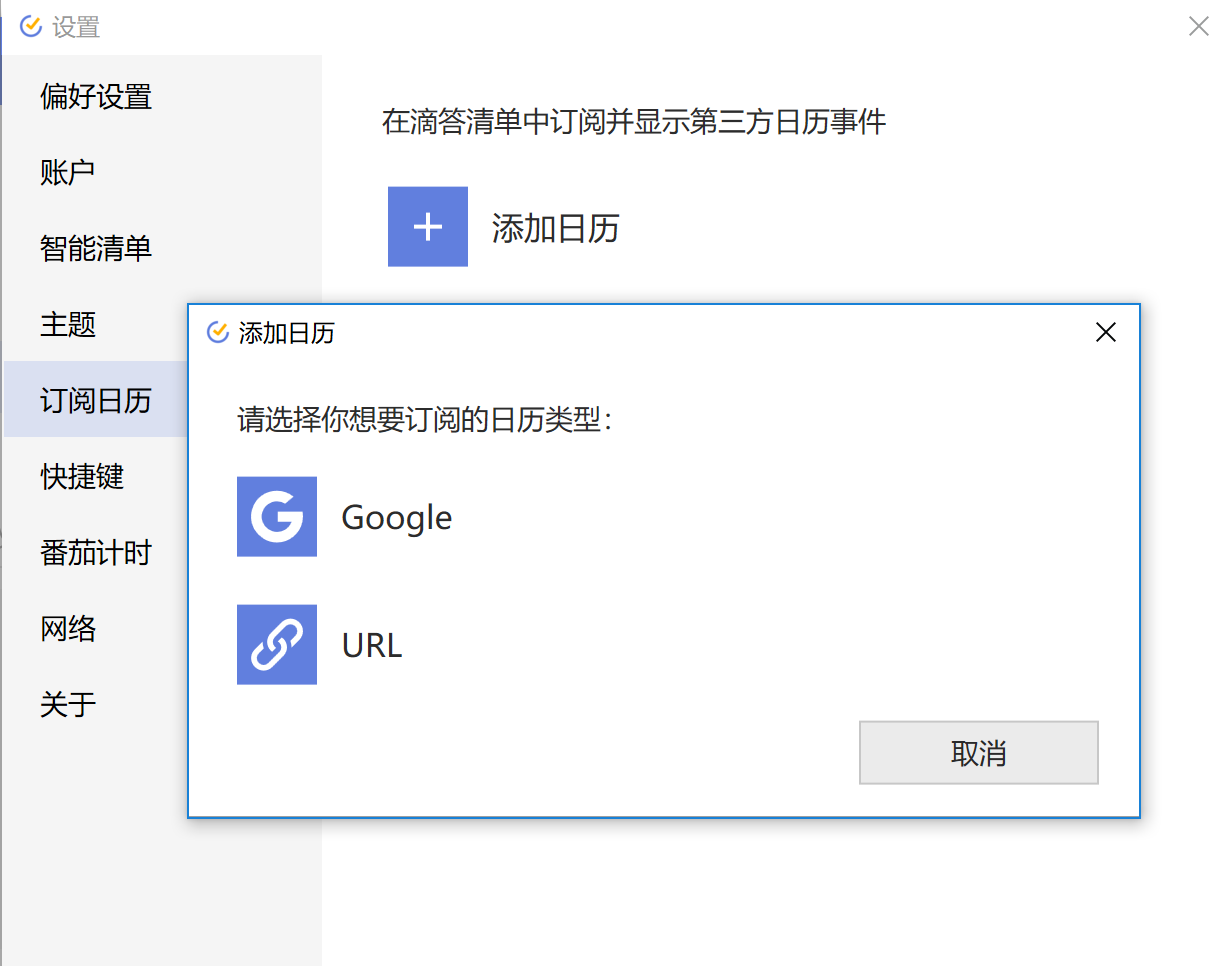 设置
偏好设置
账户
智能清单
主题
订阅日历
快捷键
番茄计时
网络
关于
在滴答清单中订阅并显示第三方日历事件
添加日历
添加日历
请选择你想要订阅的日历类型：
Google
URL
取消